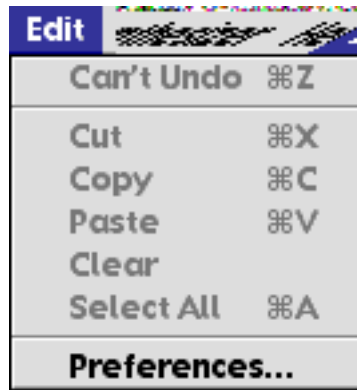 Edit
Can't Undo ⌘Z
Cut ⌘X
Copy ⌘C
Paste ⌘V
Clear
Select All ⌘A
Preferences...